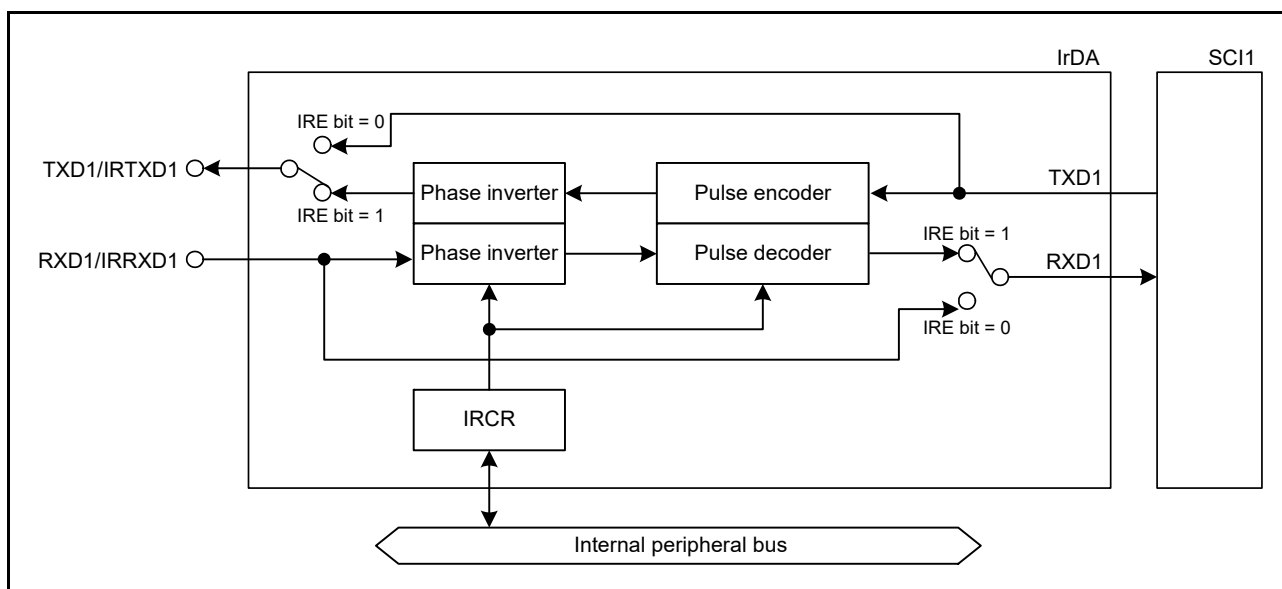 IrDA
SCI1
IRE bit = 0
TXD1/IRTXD1
Phase inverter
Pulse encoder
TXD1
IRE bit = 1
RXD1/IRRXD1
Phase inverter
Pulse decoder
IRE bit = 1
RXD1
IRE bit = 0
IRCR
Internal peripheral bus